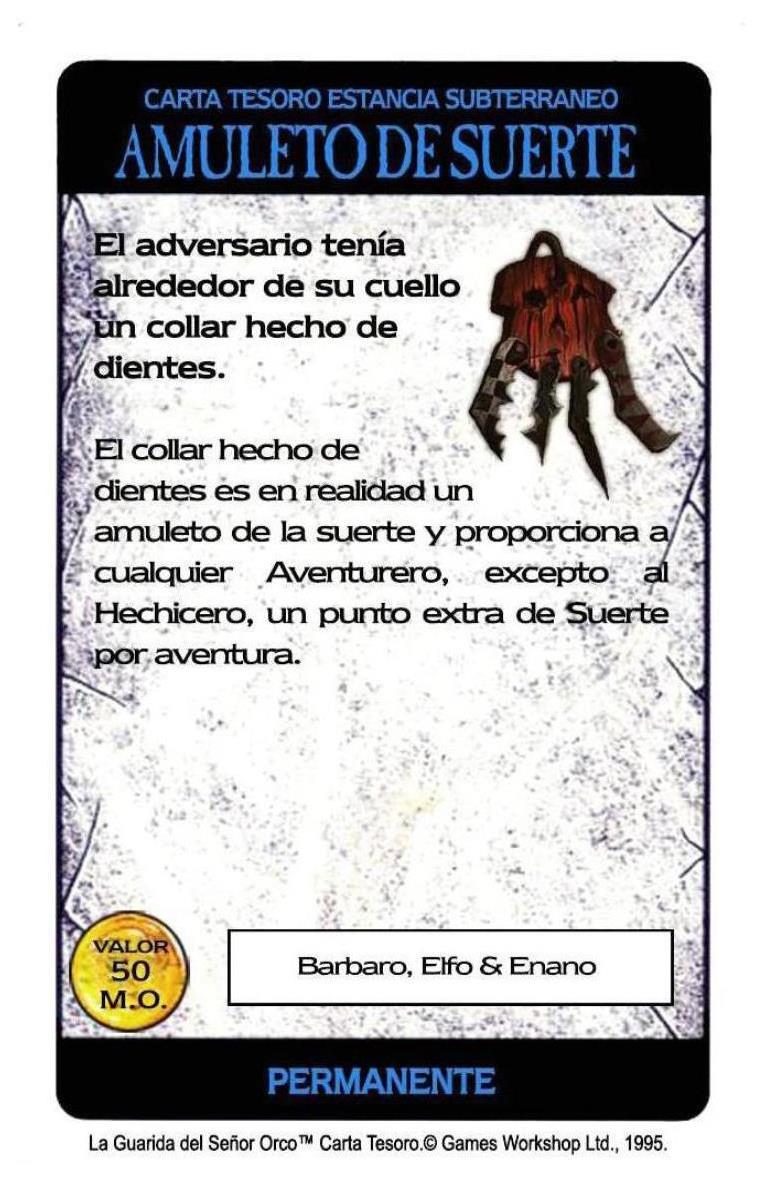 CARTA TESORO ESTANCIA SUBTERRANEO
AMULETO DE SUERTE
El adversario tenía
alrededor de su cuello
un collar hecho de
dientes.
El collar hecho de
dientes es en realidad un
amuleto de la suerte y proporciona a
cualquier Aventurero, excepto al
Hechicero, un punto extra de Suerte
por aventura.
VALOR
50
M.O.
Barbaro, Elfo & Enano
PERMANENTE
La Guarida del Señor Orco™ Carta Tesoro.© Games Workshop Ltd., 1995.